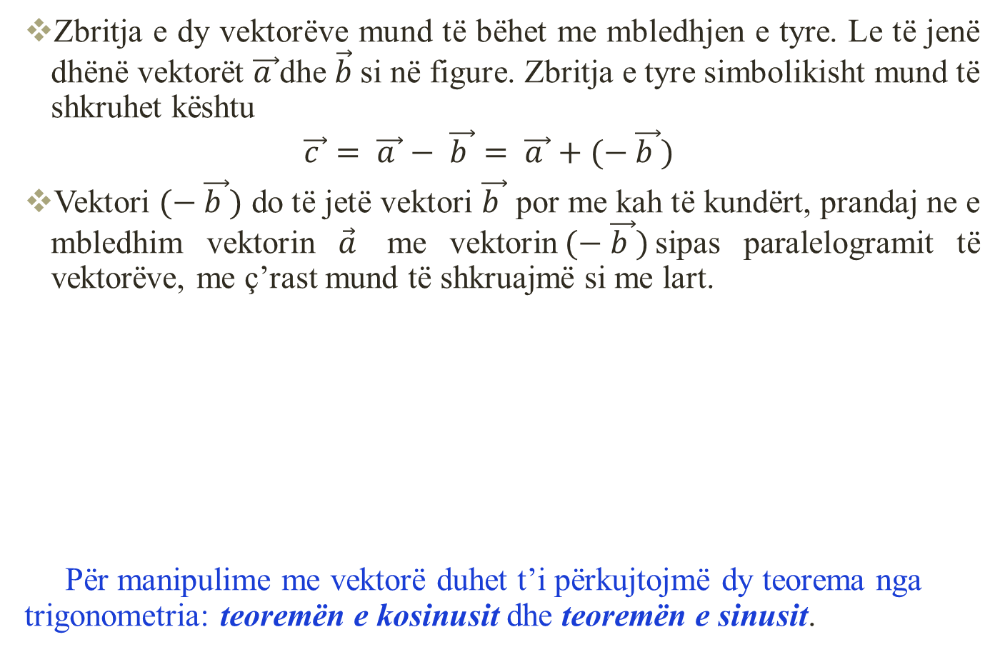 ❖Zbritja e dy vektorëve mund të bëhet me mbledhjen e tyre. Le të jenë
dhënë vektorët $\overrightarrow{a}$ dhe $\vec{b}$ si në figure. Zbritja e tyre simbolikisht mund të
shkruhet kështu
$\overrightarrow{c} = \overrightarrow{a} - \overrightarrow{b} = \overrightarrow{a} + (-\overrightarrow{b})$
❖Vektori $(-\overrightarrow{b})$ do të jetë vektori $\overrightarrow{b}$ por me kah të kundërt, prandaj ne e
mbledhim vektorin $\vec{a}$ me vektorin $(-\overrightarrow{b})$ sipas paralelogramit të
vektorëve, me ç’rast mund të shkruajmë si me lart.
Për manipulime me vektorë duhet t’i përkujtojmë dy teorema nga
trigonometria: teoremën e kosinusit dhe teoremën e sinusit.